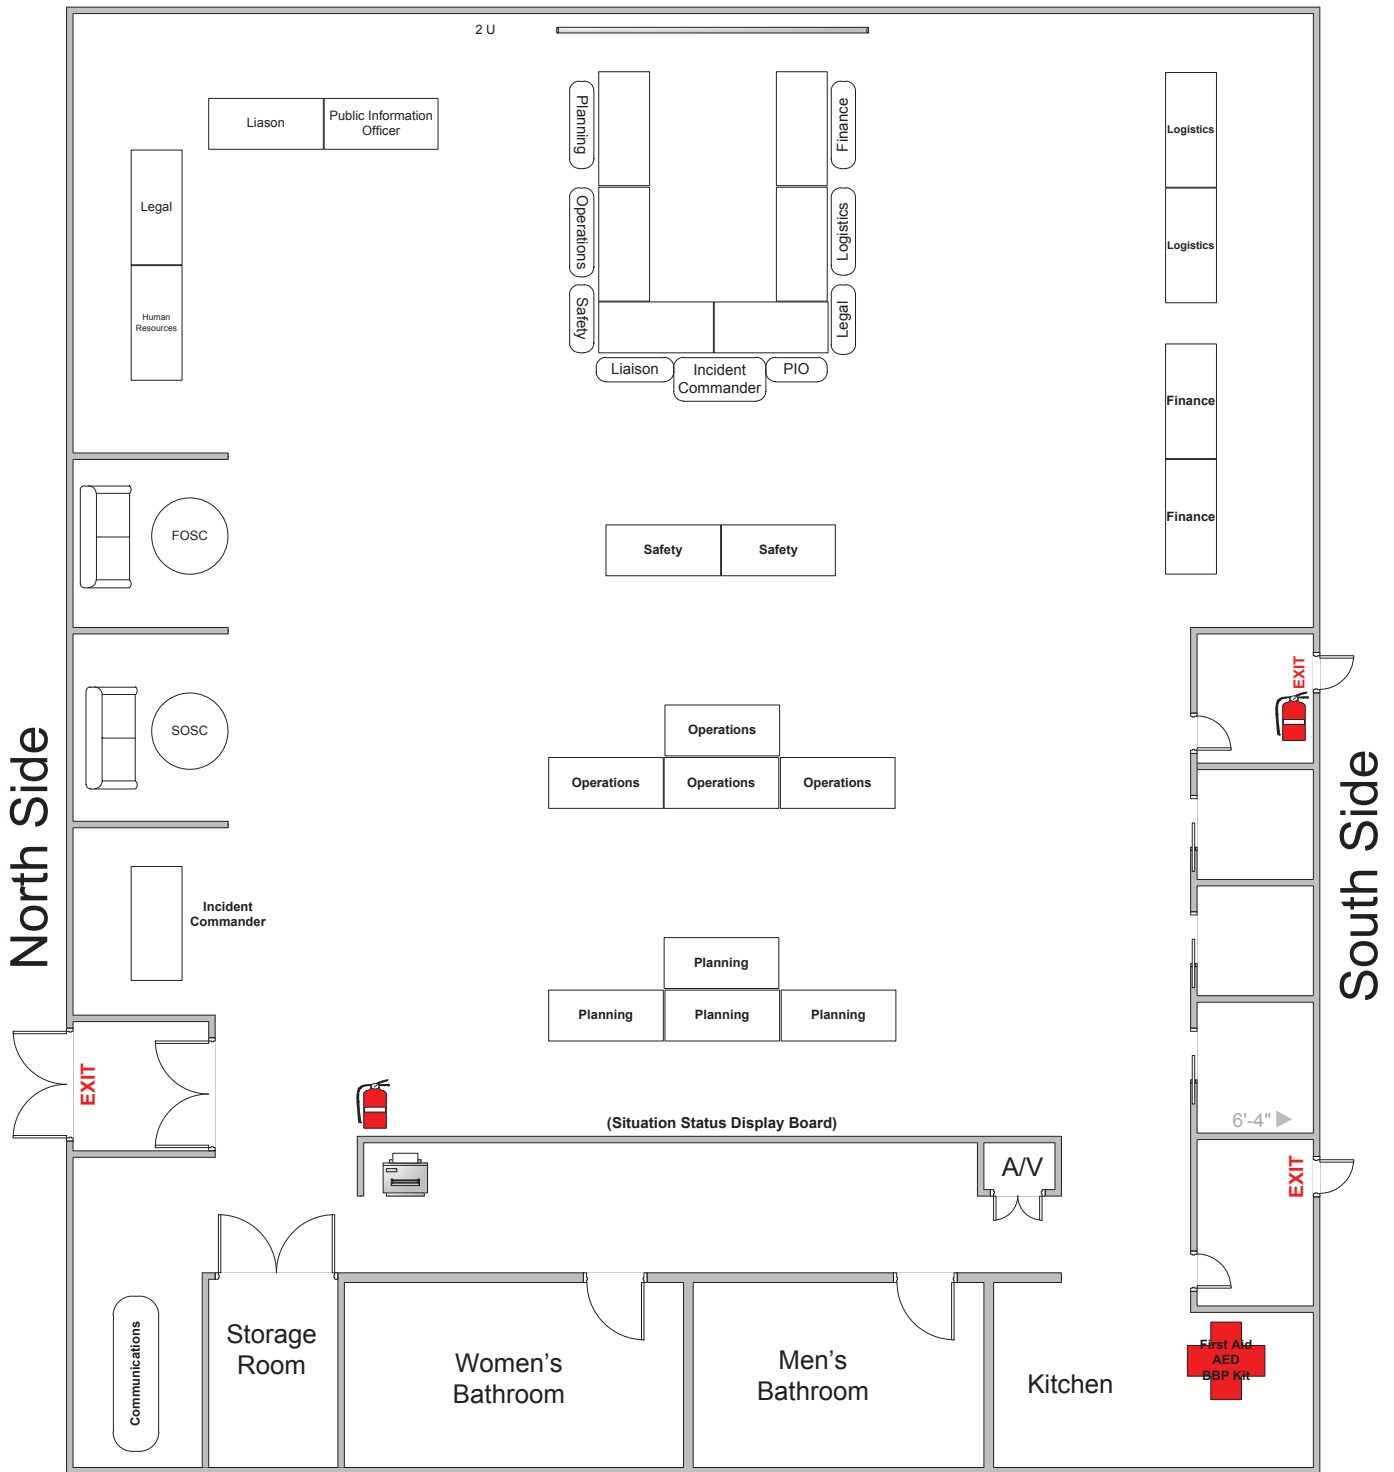 2 U
Liason
Public Information
Officer
Legal
Human
Resources
Planning
Operations
Safety
Finance
Logistics
Legal
Liaison
Incident
Commander
PIO
Logistics
Logistics
Finance
Finance
FOSC
SOSC
Safety
Safety
Operations
Operations
Operations
Operations
Incident
Commander
North Side
South Side
EXIT
Planning
Planning
Planning
Planning
EXIT
(Situation Status Display Board)
6'-4"
A/V
EXIT
Communications
Storage
Room
Women's
Bathroom
Men's
Bathroom
Kitchen
First Aid
AED
BBP Kit